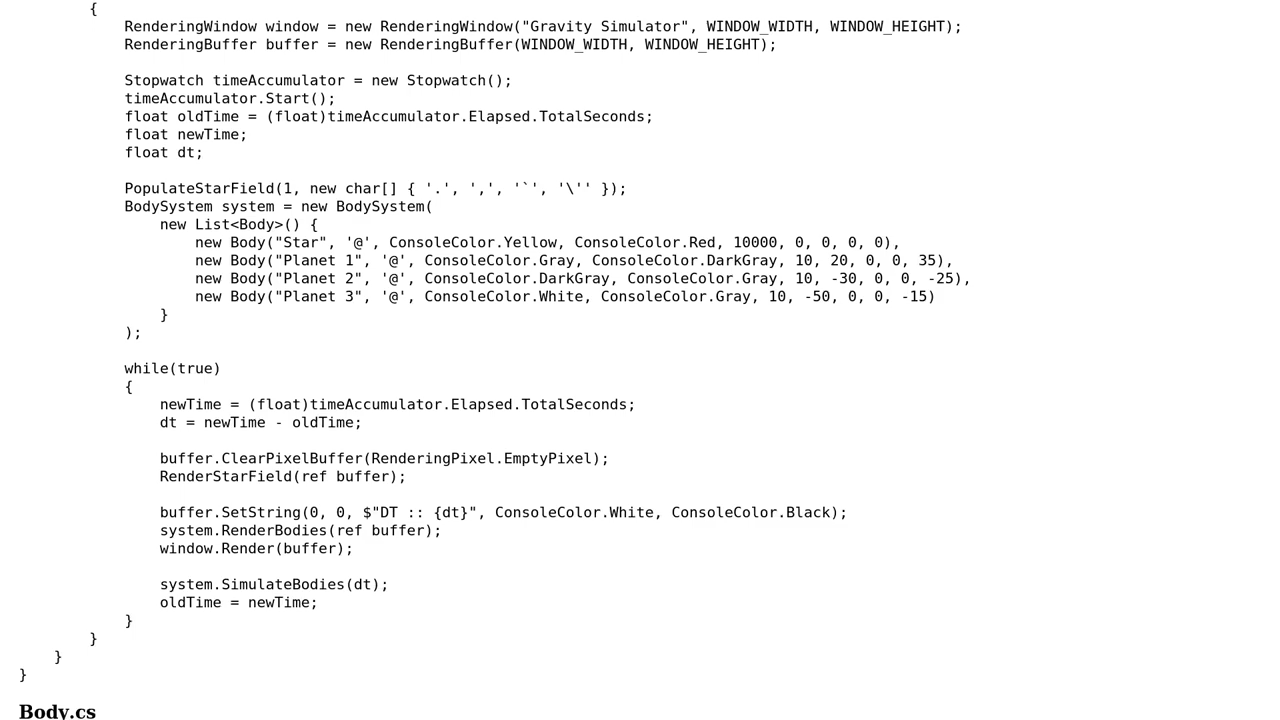 {
RenderingWindow window = new RenderingWindow("Gravity Simulator", WINDOW_WIDTH, WINDOW_HEIGHT);
RenderingBuffer buffer = new RenderingBuffer(WINDOW_WIDTH, WINDOW_HEIGHT);
Stopwatch timeAccumulator = new Stopwatch();
timeAccumulator.Start();
float oldTime = (float)timeAccumulator.Elapsed.TotalSeconds;
float newTime;
float dt;
PopulateStarField(1, new char[] { '.', ',', '`', '\'' });
BodySystem system = new BodySystem(
new List<Body>() {
new Body("Star", '@', ConsoleColor.Yellow, ConsoleColor.Red, 10000, 0, 0, 0, 0),
new Body("Planet 1", '@', ConsoleColor.Gray, ConsoleColor.DarkGray, 10, 20, 0, 0, 35),
new Body("Planet 2", '@', ConsoleColor.DarkGray, ConsoleColor.Gray, 10, -30, 0, 0, -25),
new Body("Planet 3", '@', ConsoleColor.White, ConsoleColor.Gray, 10, -50, 0, 0, -15)
}
);
while(true)
{
newTime = (float)timeAccumulator.Elapsed.TotalSeconds;
dt = newTime - oldTime;
buffer.ClearPixelBuffer(RenderingPixel.EmptyPixel);
RenderStarField(ref buffer);
buffer.SetString(0, 0, $"DT :: {dt}", ConsoleColor.White, ConsoleColor.Black);
system.RenderBodies(ref buffer);
window.Render(buffer);
system.SimulateBodies(dt);
oldTime = newTime;
}
}
}
}
Body.cs